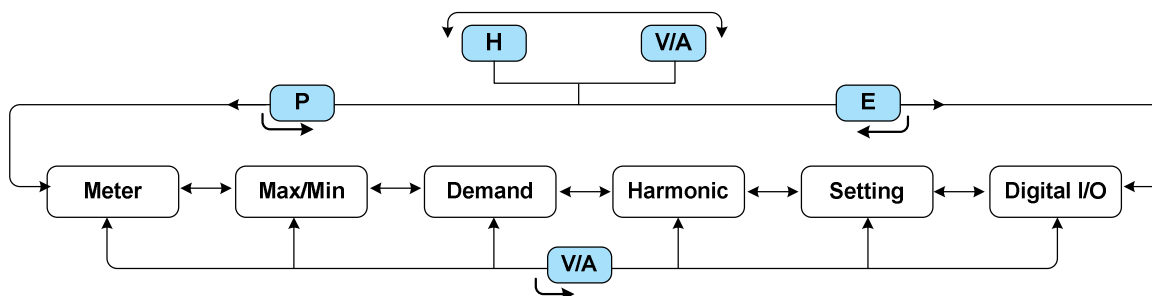 H V/A
P E
Meter Max/Min Demand Harmonic Setting Digital I/O
V/A